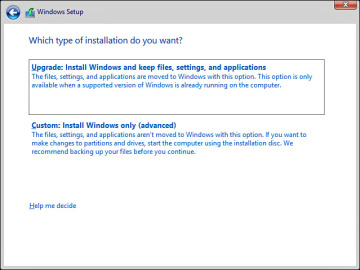 Windows Setup
Which type of installation do you want?
Upgrade: Install Windows and keep files, settings, and applications
The files, settings, and applications are moved to Windows with this option. This option is only
available when a supported version of Windows is already running on the computer.
Custom: Install Windows only (advanced)
The files, settings, and applications aren't moved to Windows with this option. If you want to
make changes to partitions and drives, start the computer using the installation disc. We
recommend backing up your files before you continue.
Help me decide